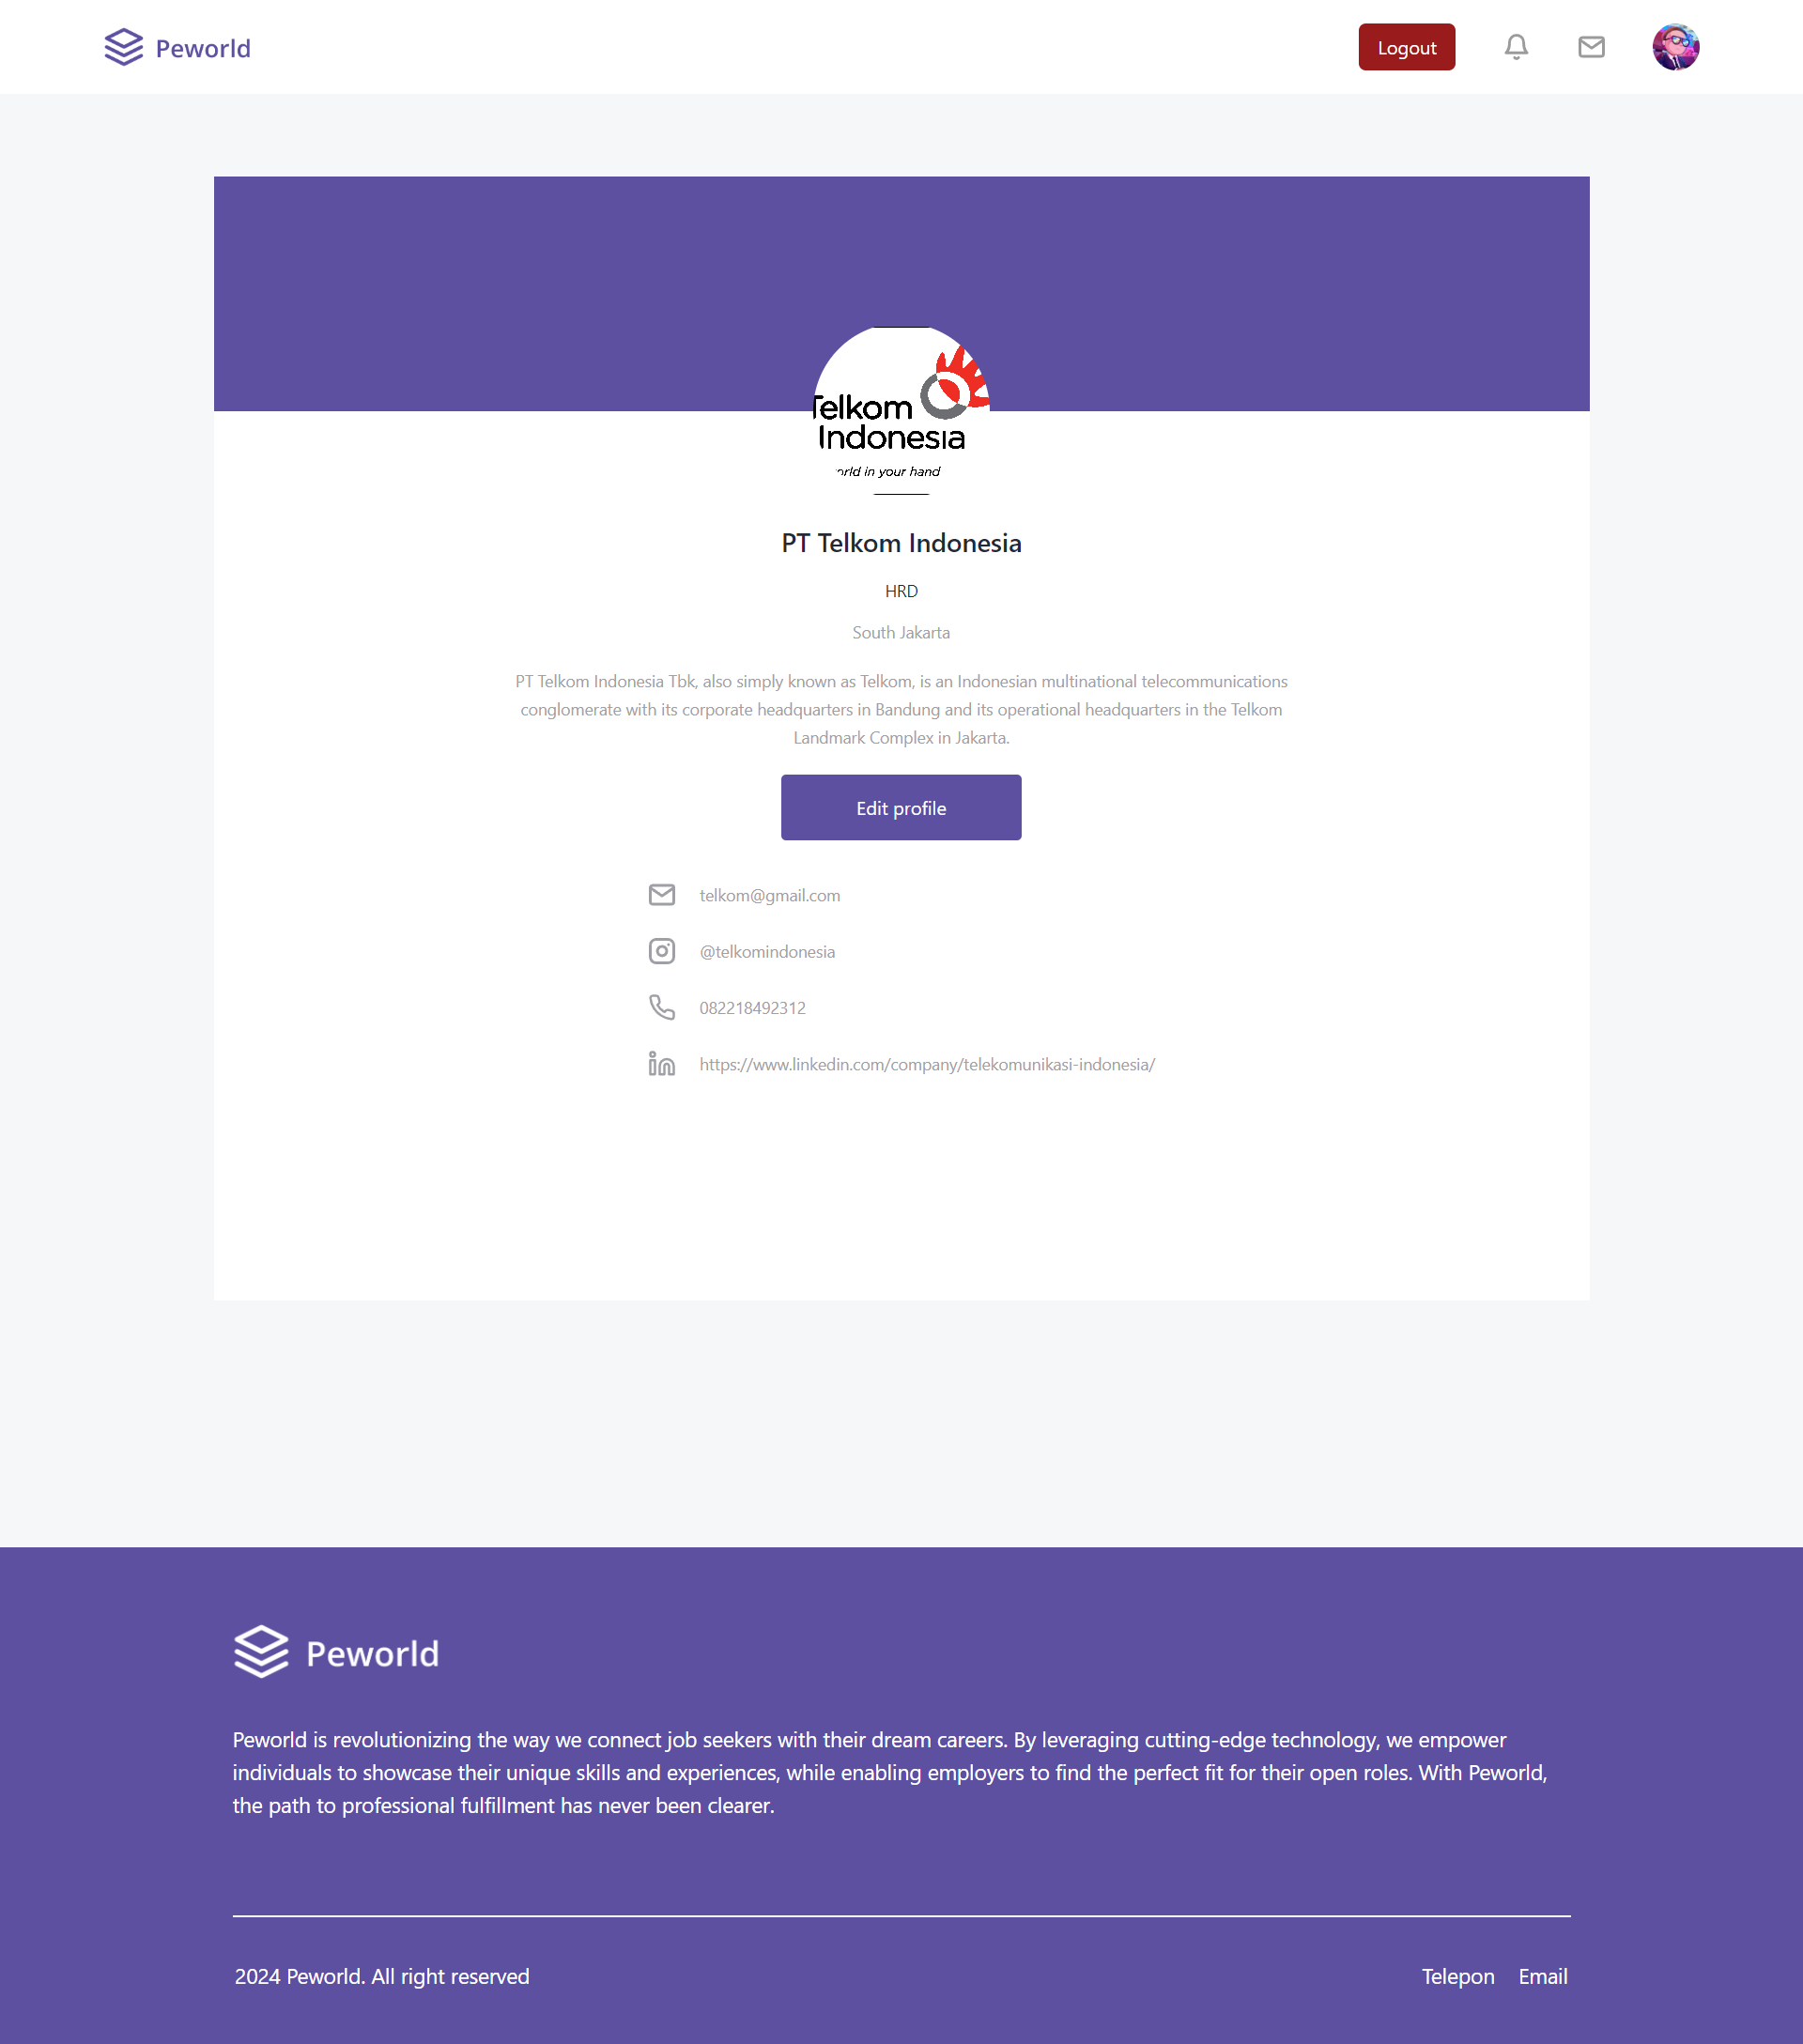 Peworld
Logout
Telkom
Indonesia
in your hand
PT Telkom Indonesia
HRD
South Jakarta
PT Telkom Indonesia Tbk, also simply known as Telkom, is an Indonesian multinational telecommunications
conglomerate with its corporate headquarters in Bandung and its operational headquarters in the Telkom
Landmark Complex in Jakarta.
Edit profile
telkom@gmail.com
@telkomindonesia
082218492312
https://www.linkedin.com/company/telekomunikasi-indonesia/
Peworld
Peworld is revolutionizing the way we connect job seekers with their dream careers. By leveraging cutting-edge technology, we empower
individuals to showcase their unique skills and experiences, while enabling employers to find the perfect fit for their open roles. With Peworld,
the path to professional fulfillment has never been clearer.
2024 Peworld. All right reserved
Telepon Email